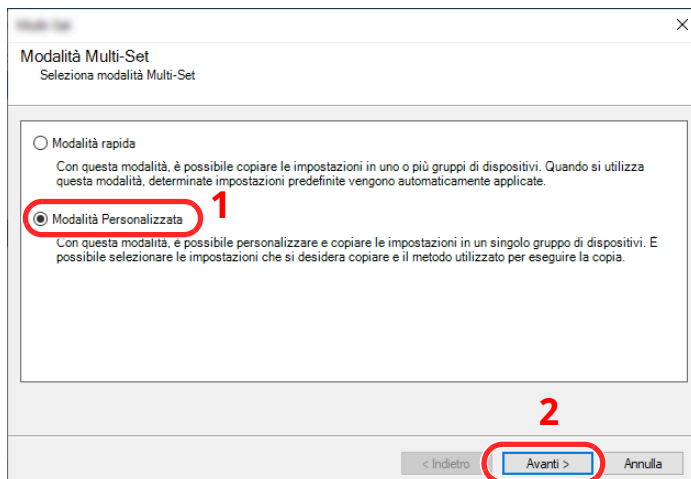 Multi-Set
Modalità Multi-Set
Seleziona modalità Multi-Set
Modalità rapida
Con questa modalità, è possibile copiare le impostazioni in uno o più gruppi di dispositivi. Quando si utilizza
questa modalità, determinate impostazioni predefinite vengono automaticamente applicate.
1
Modalità Personalizzata
Con questa modalità, è possibile personalizzare e copiare le impostazioni in un singolo gruppo di dispositivi. È
possibile selezionare le impostazioni che si desidera copiare e il metodo utilizzato per eseguire la copia.
2
< Indietro
Avanti >
Annulla